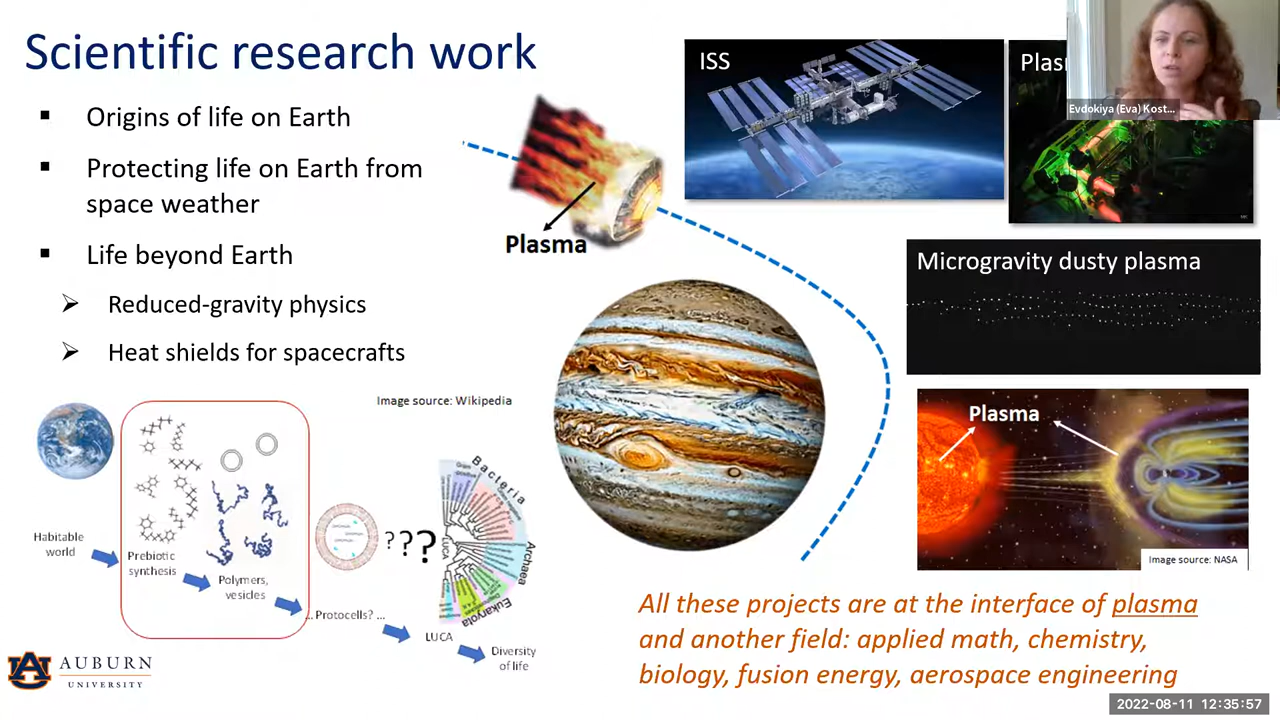 Scientific research work
▪ Origins of life on Earth
▪ Protecting life on Earth from
space weather
▪ Life beyond Earth
➢ Reduced-gravity physics
➢ Heat shields for spacecrafts
Plasma
ISS
Evdokiya (Eva) Kost...
Microgravity dusty plasma
Plasma
Image source: NASA
Image source: Wikipedia
Habitable
world
Prebiotic
synthesis
Polymers,
vesicles
... Protocells? ...
???
LUCA
Bacteria
Archaea
Eukaryota
LUCA
Diversity
of life
All these projects are at the interface of plasma
and another field: applied math, chemistry,
biology, fusion energy, aerospace engineering
AUBURN
UNIVERSITY
2022-08-11 12:35:57